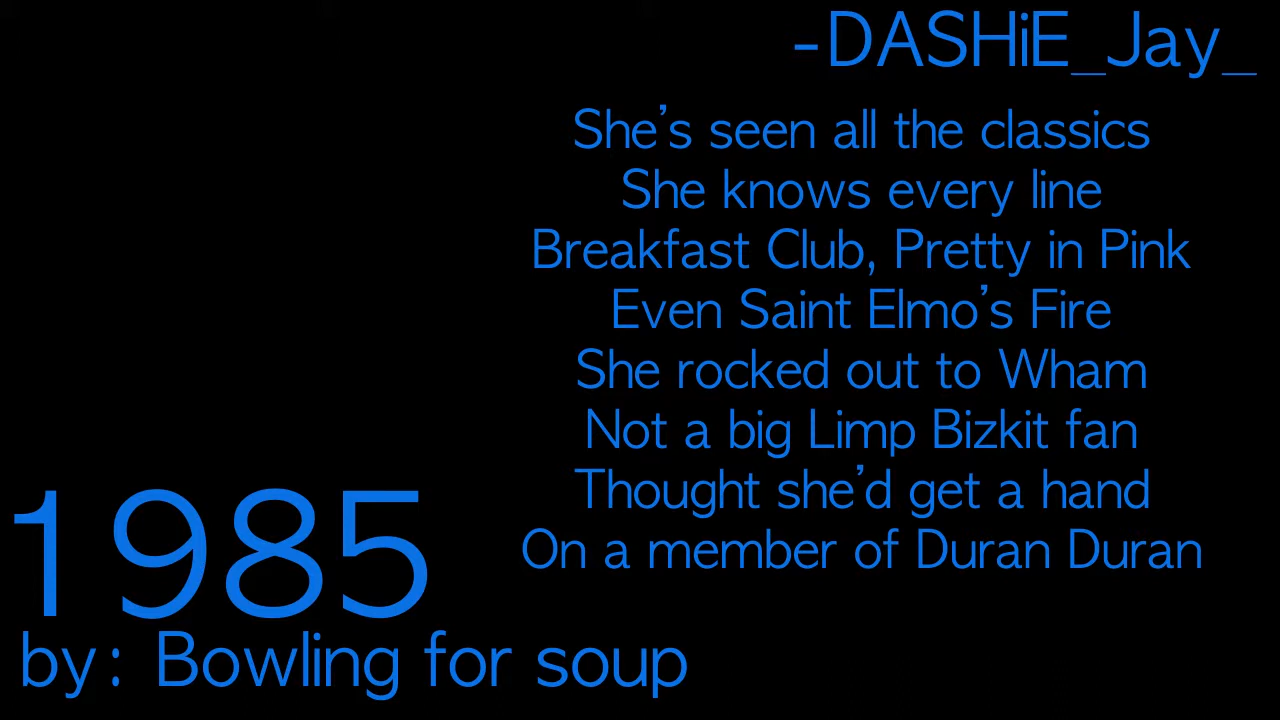 -DASHiE_Jay_
She's seen all the classics
She knows every line
Breakfast Club, Pretty in Pink
Even Saint Elmo's Fire
She rocked out to Wham
Not a big Limp Bizkit fan
Thought she'd get a hand
On a member of Duran Duran
1985
by: Bowling for soup